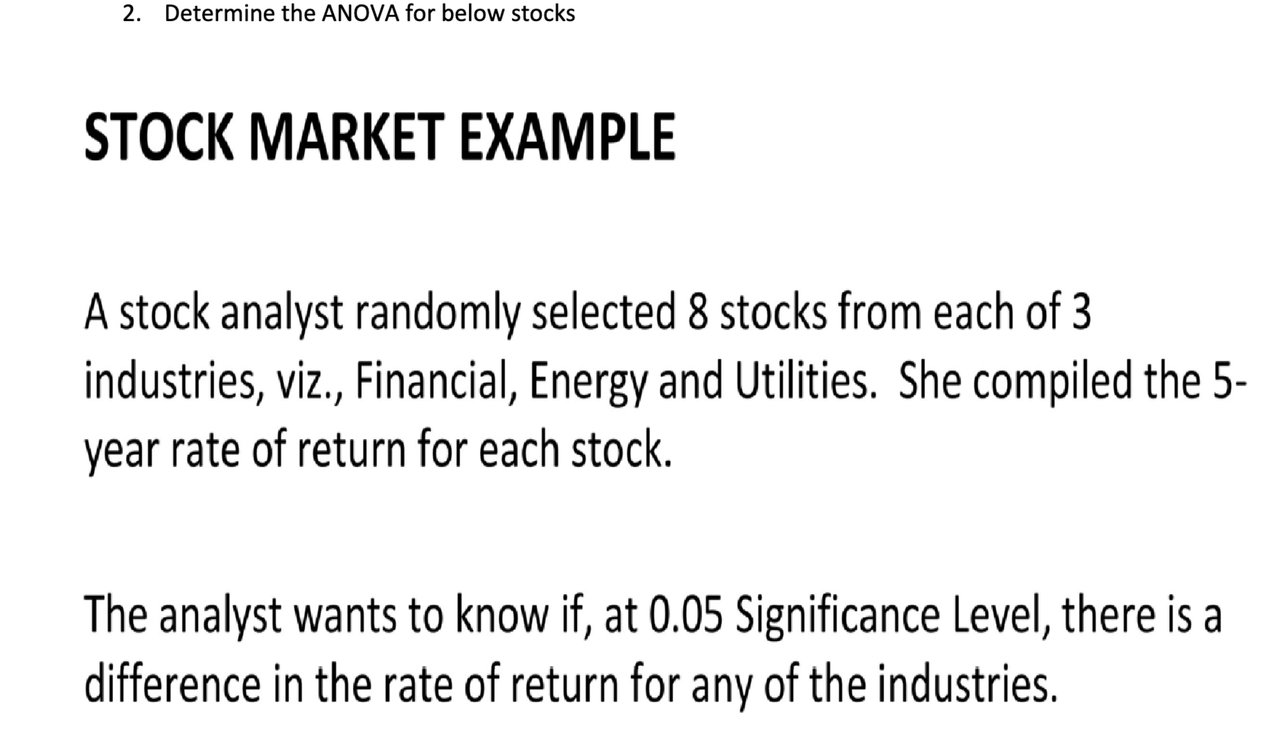 2. Determine the ANOVA for below stocks
STOCK MARKET EXAMPLE
A stock analyst randomly selected 8 stocks from each of 3
industries, viz., Financial, Energy and Utilities. She compiled the 5-
year rate of return for each stock.
The analyst wants to know if, at 0.05 Significance Level, there is a
difference in the rate of return for any of the industries.